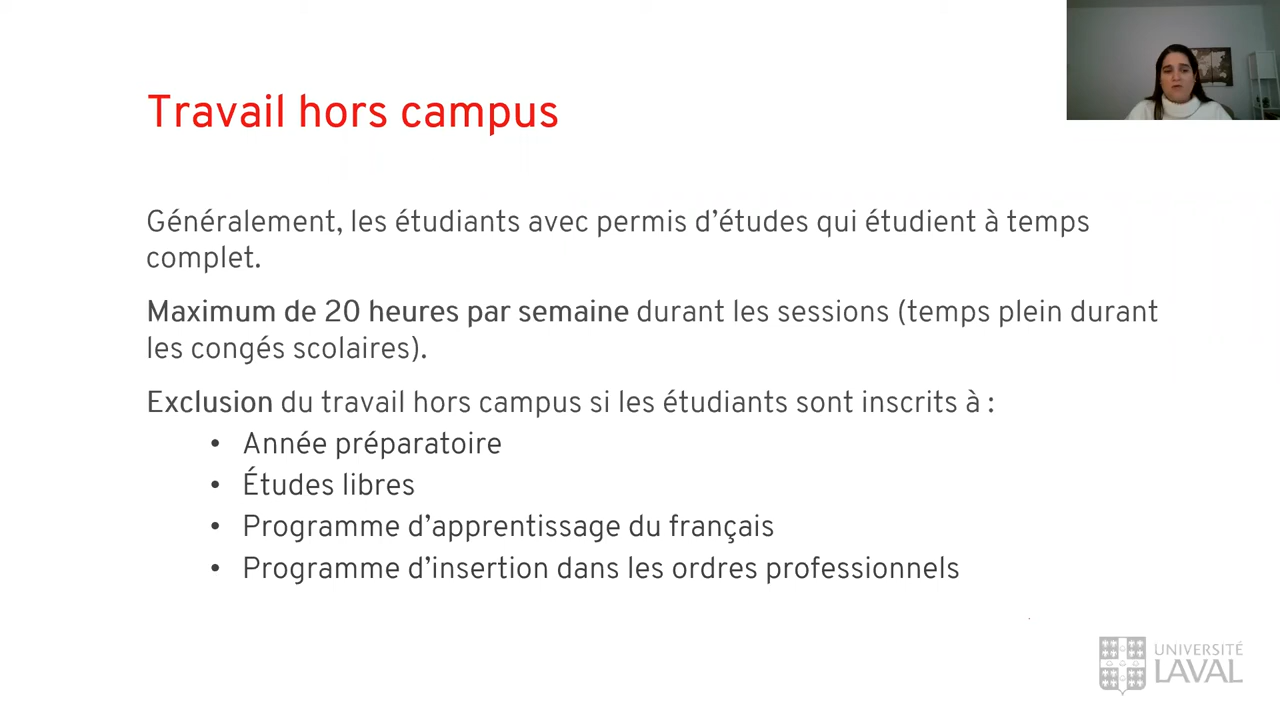 Travail hors campus
Généralement, les étudiants avec permis d'études qui étudient à temps
complet.
Maximum de 20 heures par semaine durant les sessions (temps plein durant
les congés scolaires).
Exclusion du travail hors campus si les étudiants sont inscrits à :
• Année préparatoire
• Études libres
• Programme d'apprentissage du français
• Programme d'insertion dans les ordres professionnels
UNIVERSITÉ
LAVAL